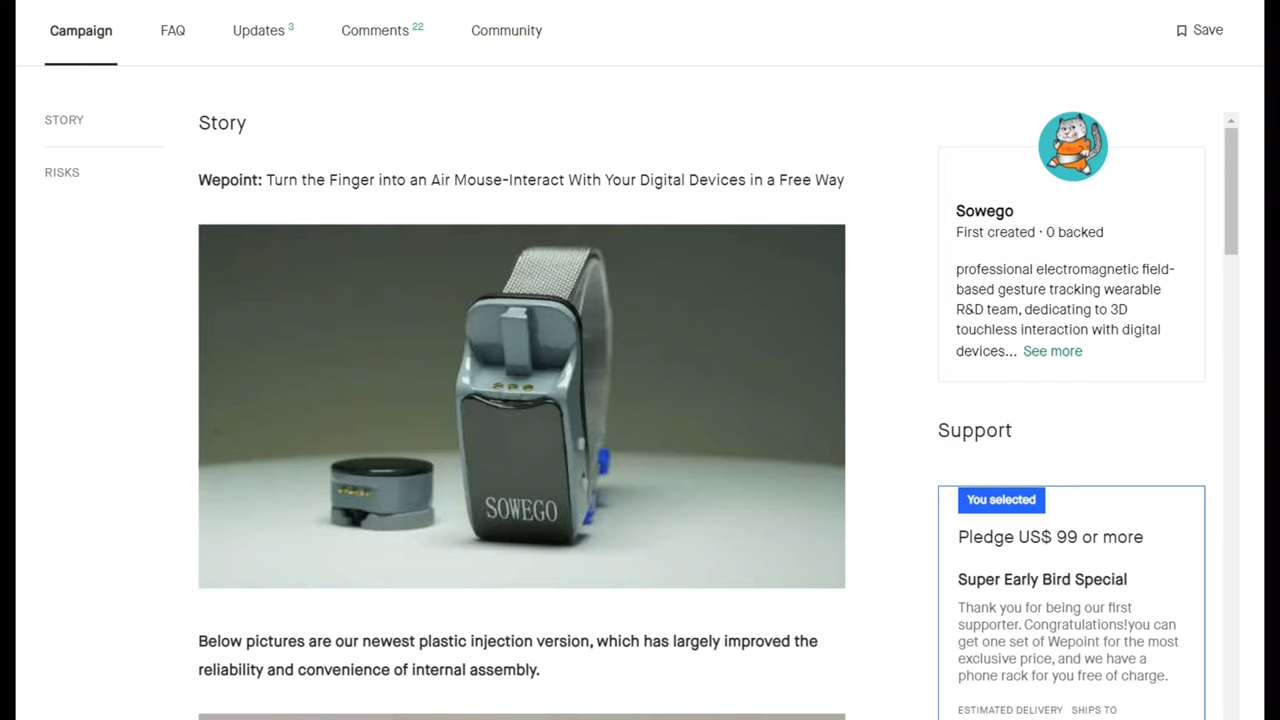 Campaign
FAQ
Updates 3
Comments 22
Community
Save
STORY
RISKS
Story
Wepoint: Turn the Finger into an Air Mouse-Interact With Your Digital Devices in a Free Way
SOWEGO
Below pictures are our newest plastic injection version, which has largely improved the
reliability and convenience of internal assembly.
Sowego
First created · 0 backed
professional electromagnetic field-
based gesture tracking wearable
R&D team, dedicating to 3D
touchless interaction with digital
devices... See more
Support
You selected
Pledge US$ 99 or more
Super Early Bird Special
Thank you for being our first
supporter. Congratulations!you can
get one set of Wepoint for the most
exclusive price, and we have a
phone rack for you free of charge.
ESTIMATED DELIVERY SHIPS TO